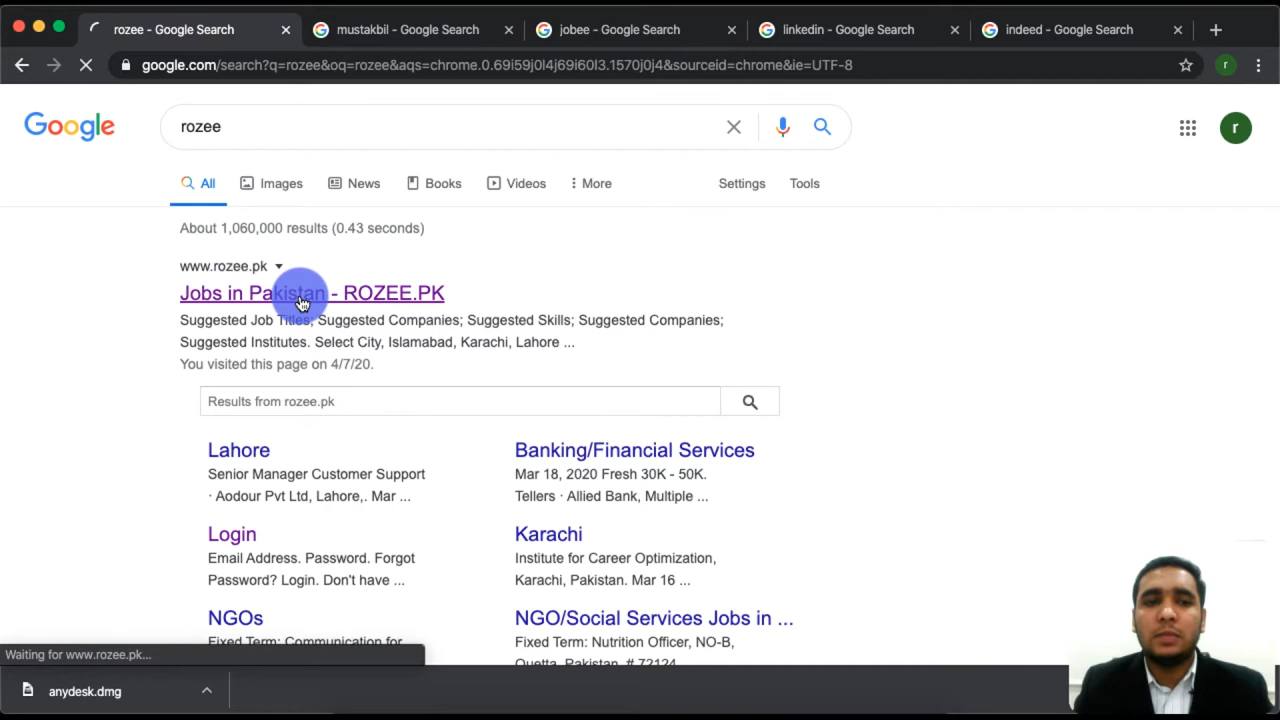 rozee - Google Search
mustakbil - Google Search
jobee - Google Search
linkedin - Google Search
indeed - Google Search
google.com/search?q=rozee&oq=rozee&aqs=chrome.0.69i59j0l4j69i60l3.1570j0j4&sourceid=chrome&ie=UTF-8
r
Google
rozee
r
All
Images
News
Books
Videos
More
Settings
Tools
About 1,060,000 results (0.43 seconds)
www.rozee.pk
Jobs in Pakistan - ROZEE.PK
Suggested Job Titles; Suggested Companies; Suggested Skills; Suggested Companies;
Suggested Institutes. Select City, Islamabad, Karachi, Lahore ...
You visited this page on 4/7/20.
Results from rozee.pk
Lahore
Senior Manager Customer Support
· Aodour Pvt Ltd, Lahore,. Mar ...
Banking/Financial Services
Mar 18, 2020 Fresh 30K - 50K.
Tellers · Allied Bank, Multiple ...
Login
Email Address. Password. Forgot
Password? Login. Don't have ...
Karachi
Institute for Career Optimization,
Karachi, Pakistan. Mar 16 ...
NGOs
Fixed Term: Communication for
NGO/Social Services Jobs in ...
Fixed Term: Nutrition Officer, NO-B,
Quetta, Pakistan, # 72124
Waiting for www.rozee.pk...
anydesk.dmg